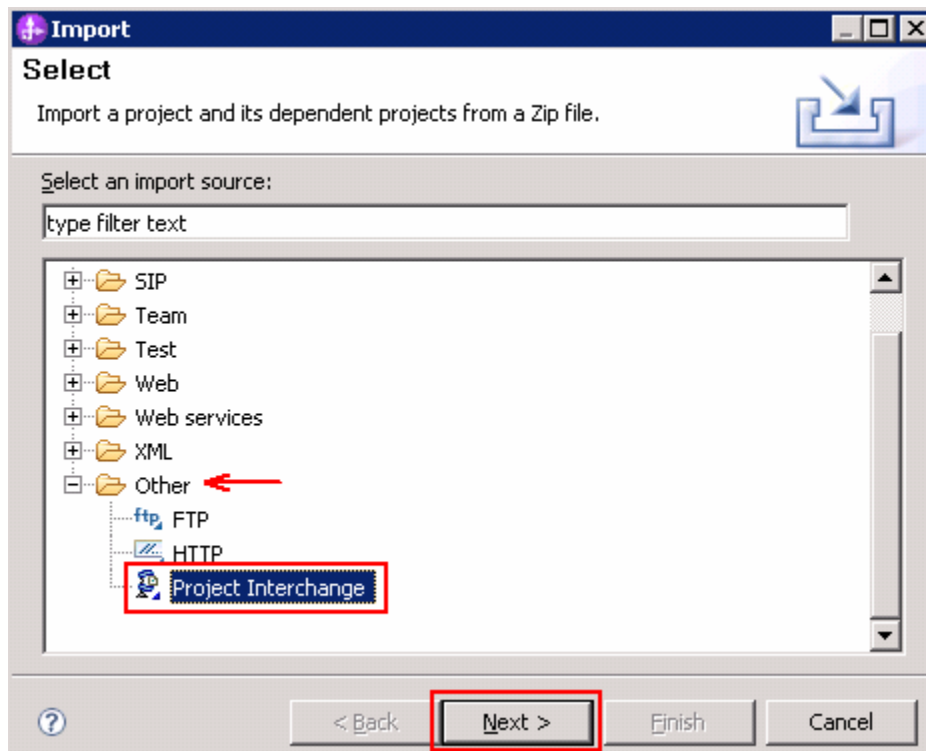 Import
Select
Import a project and its dependent projects from a Zip file.
Select an import source:
type filter text
SIP
Team
Test
Web
Web services
XML
Other
ftp FTP
HTTP
Project Interchange
? < Back Next > Finish Cancel